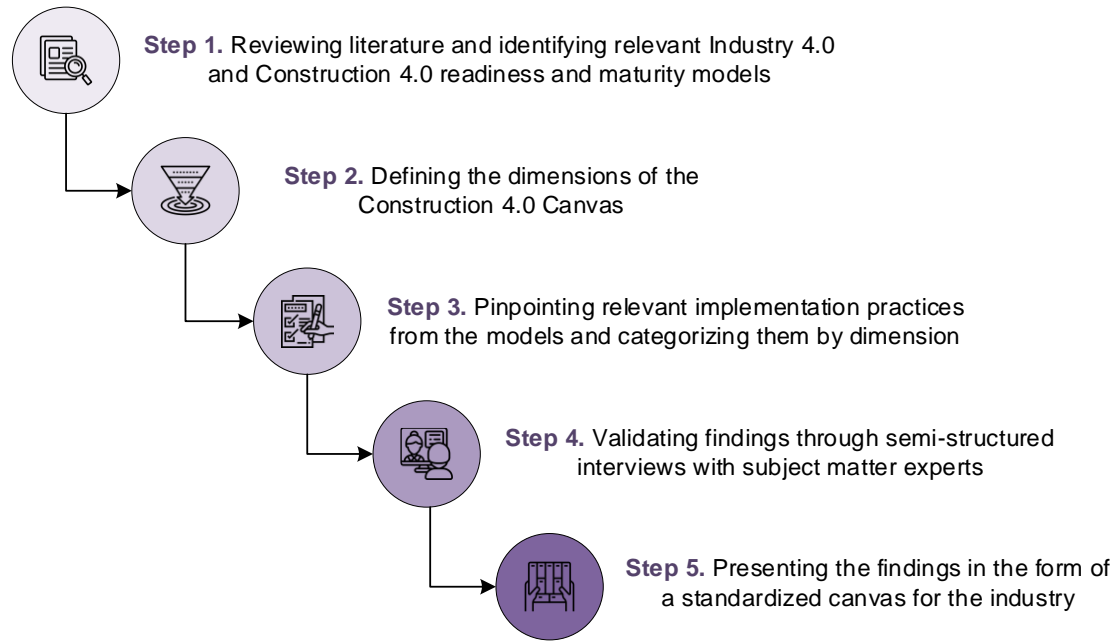 Step 1. Reviewing literature and identifying relevant Industry 4.0
and Construction 4.0 readiness and maturity models
Step 2. Defining the dimensions of the
Construction 4.0 Canvas
Step 3. Pinpointing relevant implementation practices
from the models and categorizing them by dimension
Step 4. Validating findings through semi-structured
interviews with subject matter experts
Step 5. Presenting the findings in the form of
a standardized canvas for the industry